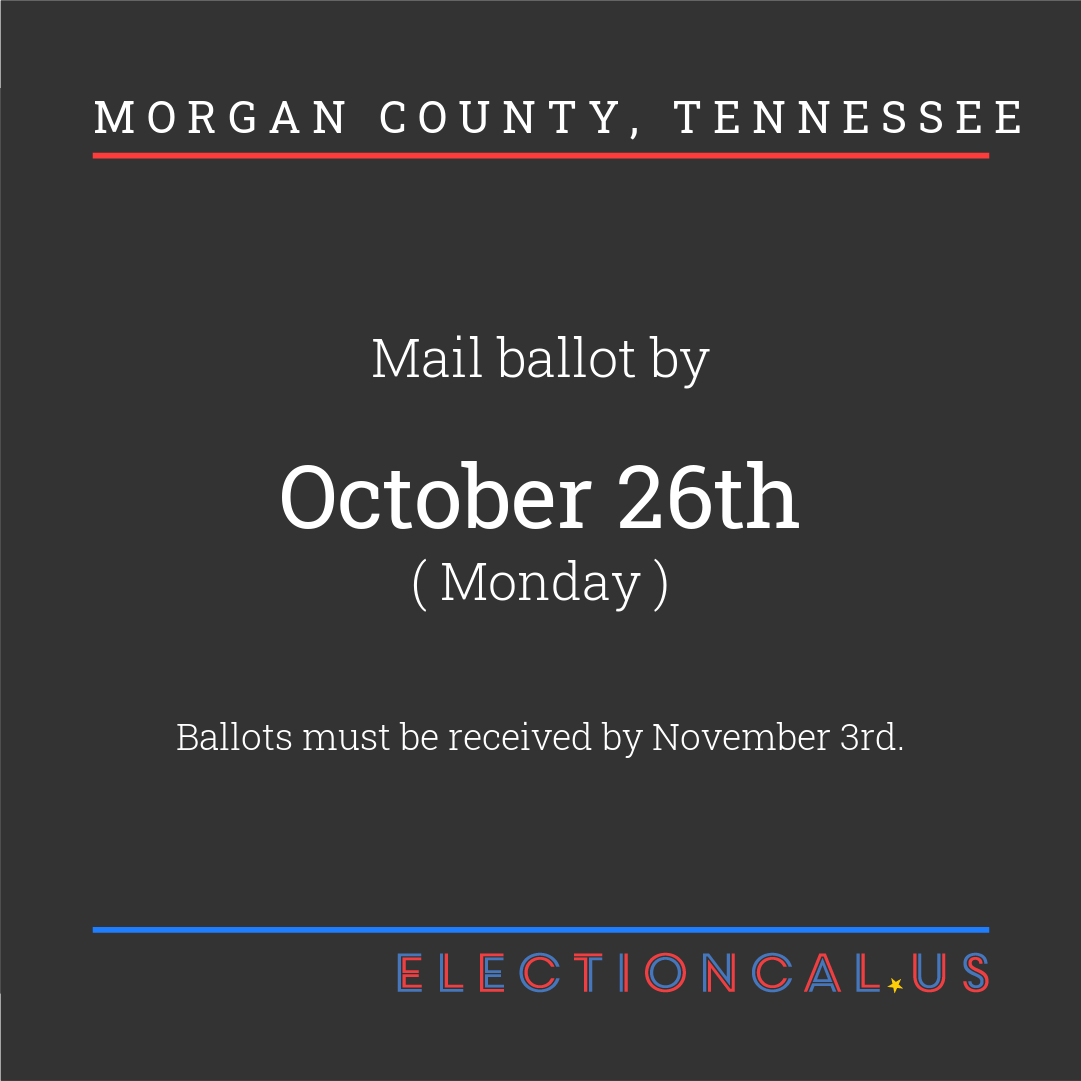 MORGAN COUNTY, TENNESSEE
Mail ballot by
October 26th
( Monday )
Ballots must be received by November 3rd.
ELECTIONCAL.US